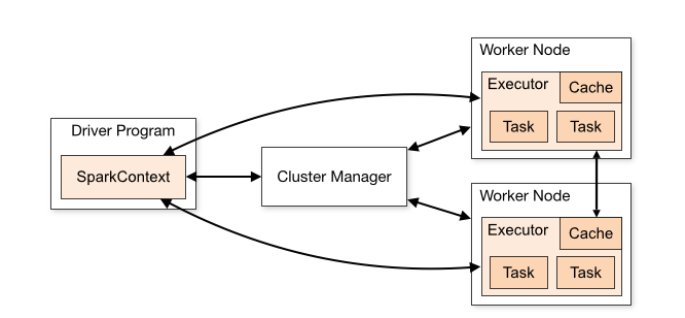 Driver Program
SparkContext
Cluster Manager
Worker Node
Executor
Cache
Task Task
Worker Node
Executor
Cache
Task Task